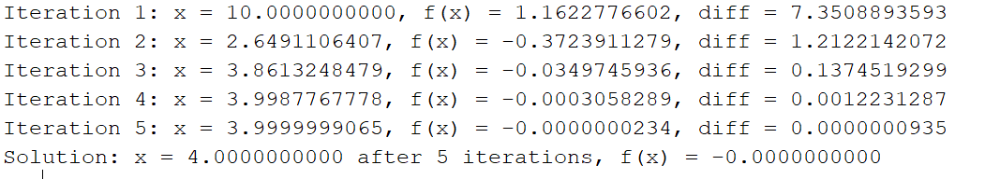 Iteration 1: x = 10.0000000000, f(x) = 1.1622776602, diff = 7.3508893593
Iteration 2: x = 2.6491106407, f(x) = -0.3723911279, diff = 1.2122142072
Iteration 3: x = 3.8613248479, f(x) = -0.0349745936, diff = 0.1374519299
Iteration 4: x = 3.9987767778, f(x) = -0.0003058289, diff = 0.0012231287
Iteration 5: x = 3.9999999065, f(x) = -0.0000000234, diff = 0.0000000935
Solution: x = 4.0000000000 after 5 iterations, f(x) = -0.0000000000